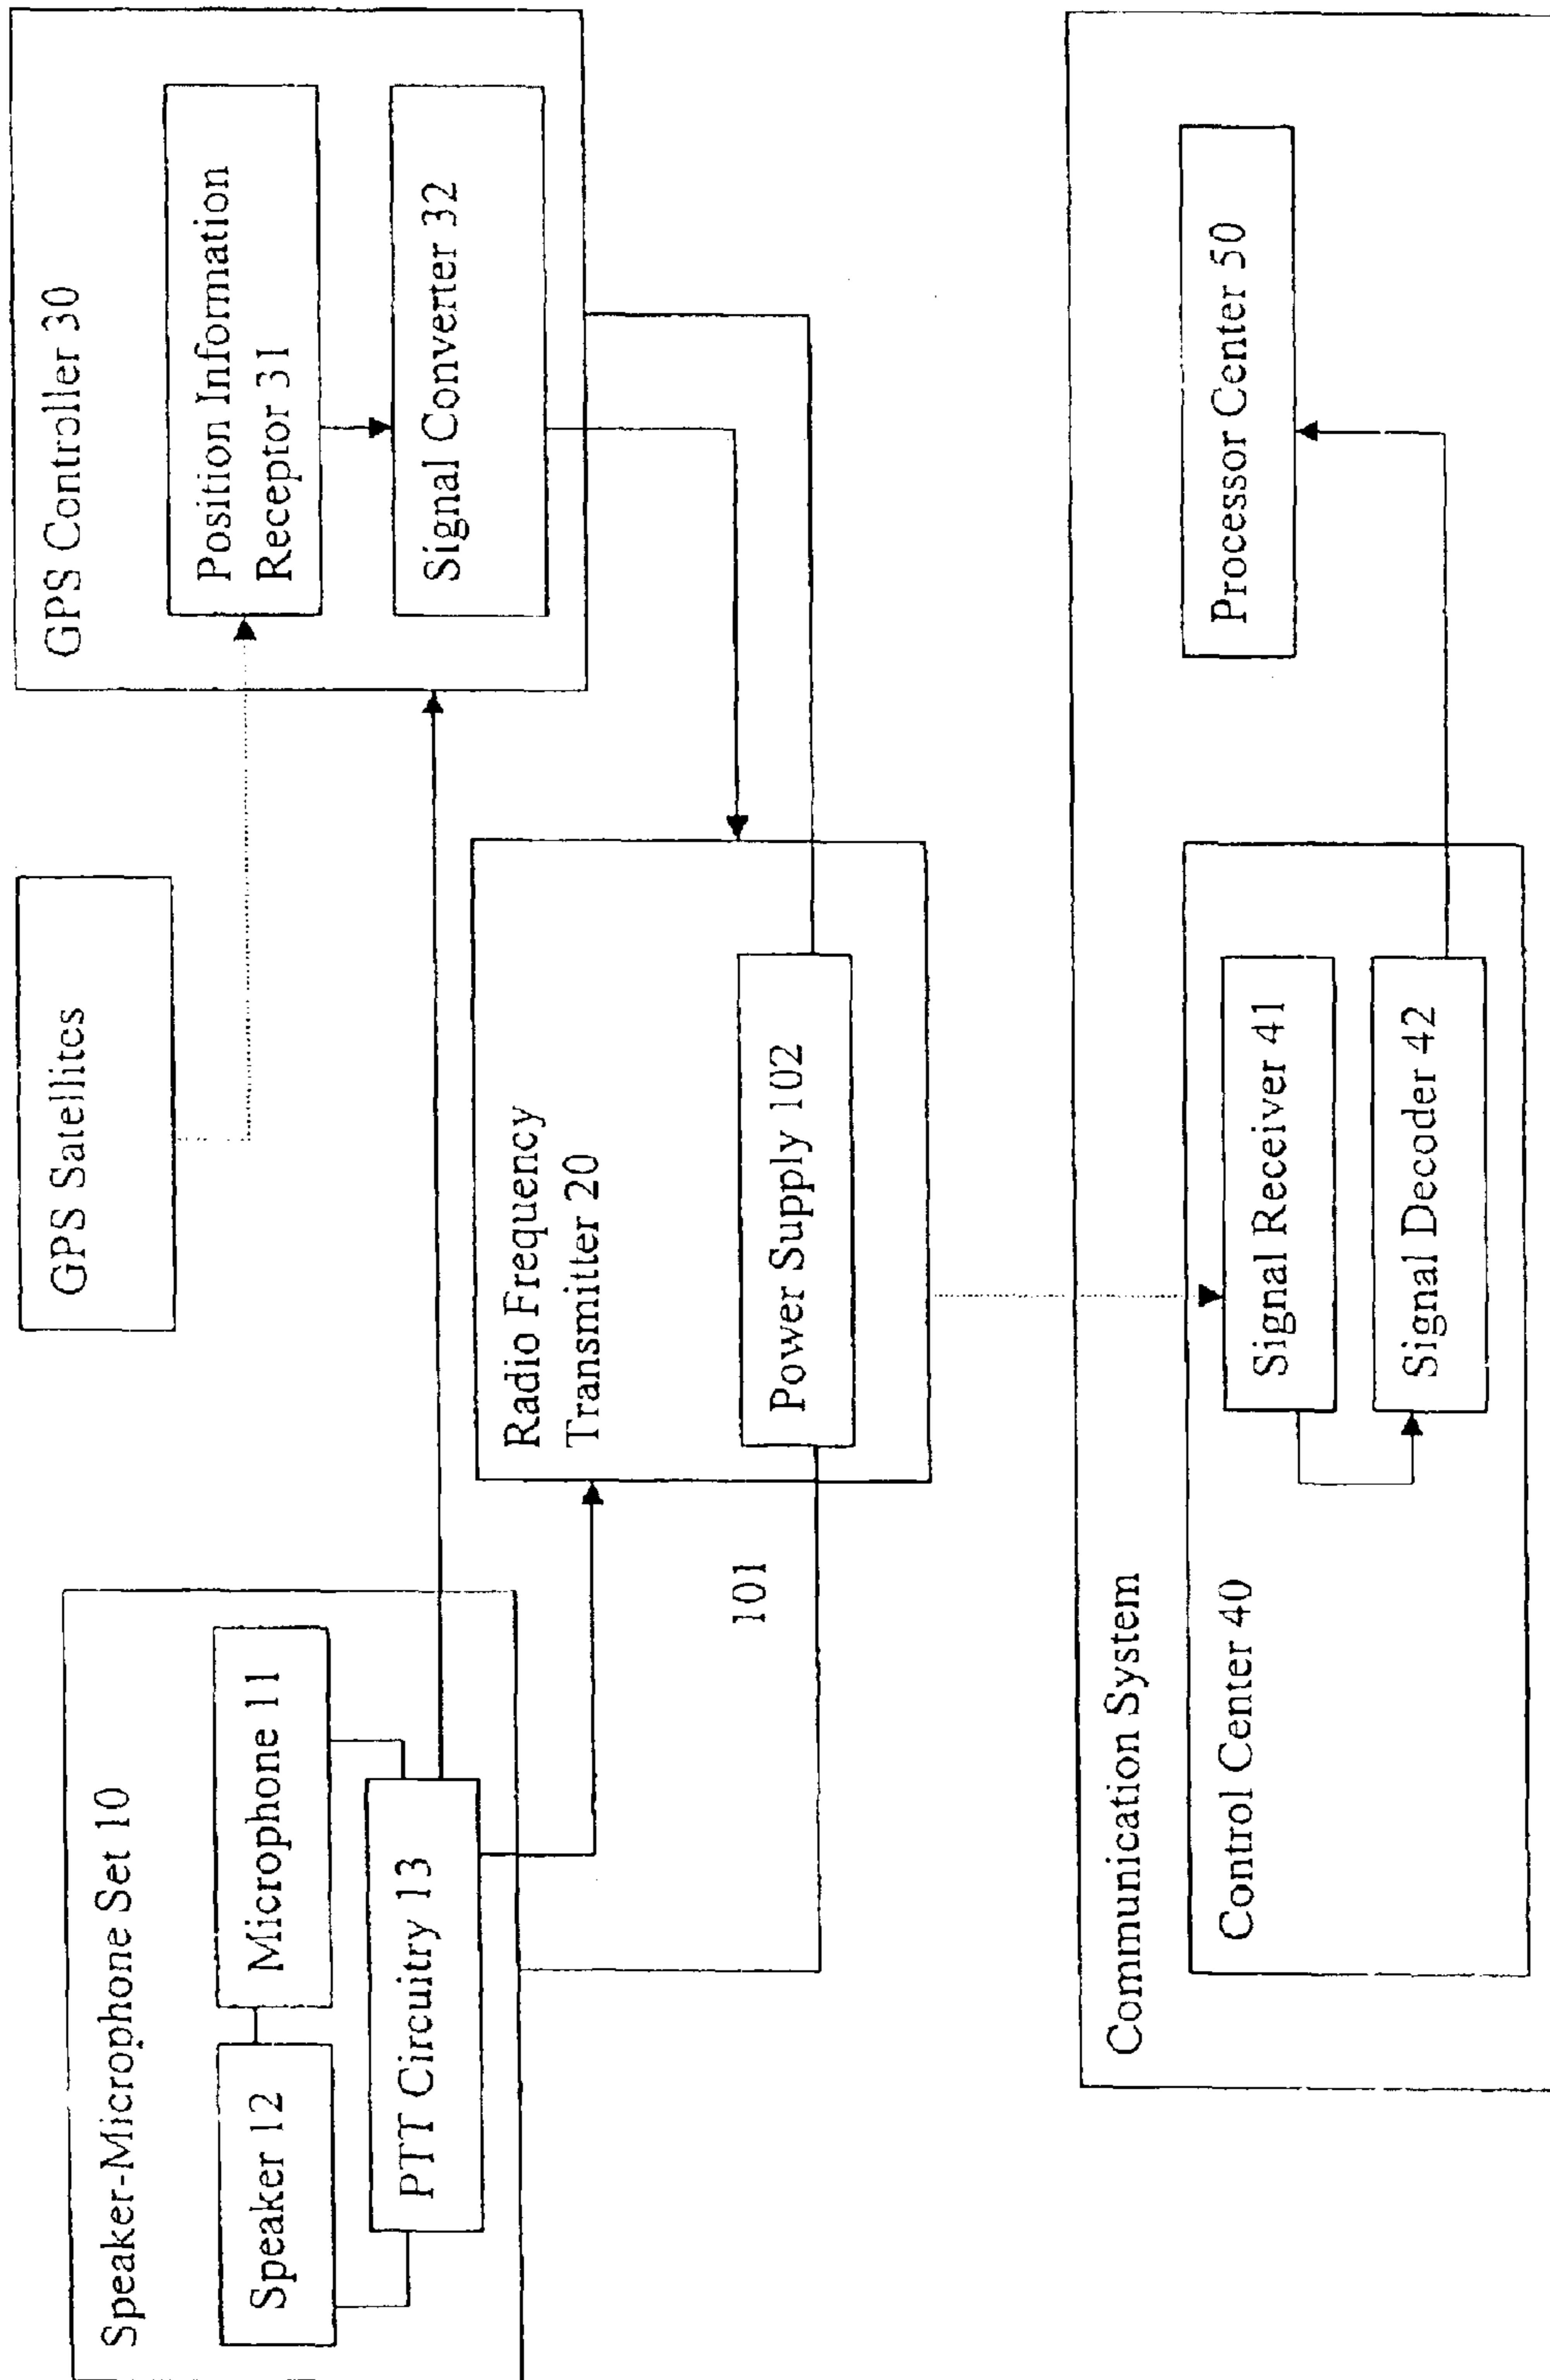 Speaker-Microphone Set 10
Speaker 12
Microphone 11
PTT Circuitry 13
GPS Satellites
GPS Controller 30
Position Information
Receptor 31
Signal Converter 32
Radio Frequency
Transmitter 20
Power Supply 102
101
Communication System
Control Center 40
Signal Receiver 41
Signal Decoder 42
Processor Center 50